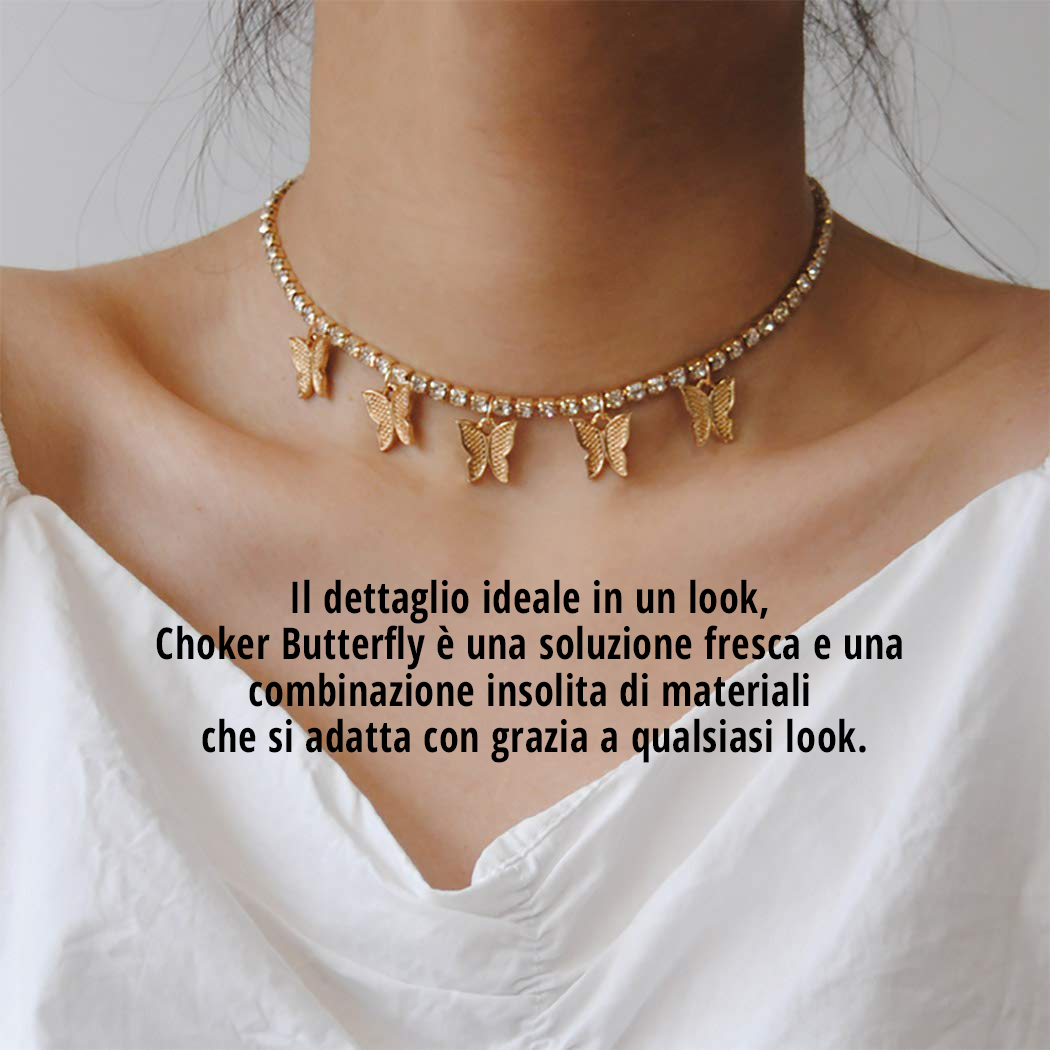 Il dettaglio ideale in un look,
Choker Butterfly è una soluzione fresca e una
combinazione insolita di materiali
che si adatta con grazia a qualsiasi look.